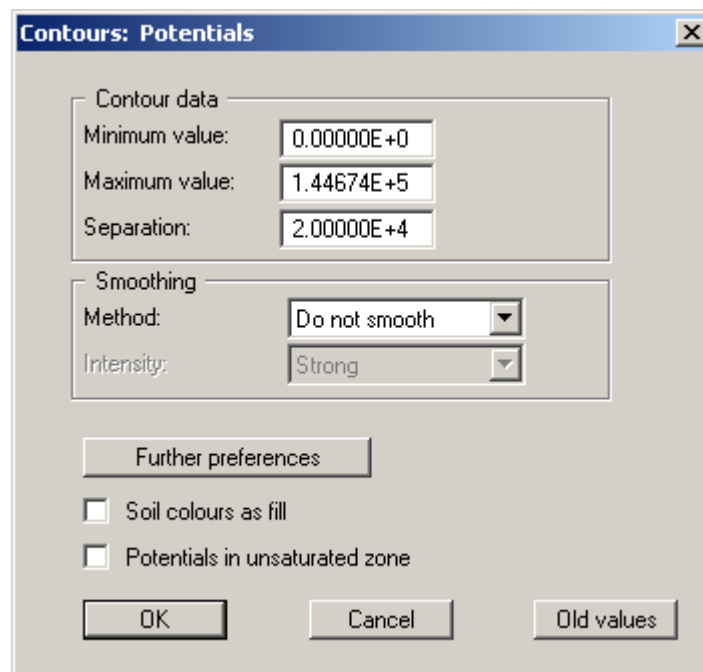 Contours: Potentials
Contour data
Minimum value: 0.00000E+0
Maximum value: 1.44674E+5
Separation: 2.00000E+4
Smoothing
Method: Do not smooth
Intensity: Strong
Further preferences
Soil colours as fill
Potentials in unsaturated zone
OK Cancel Old values